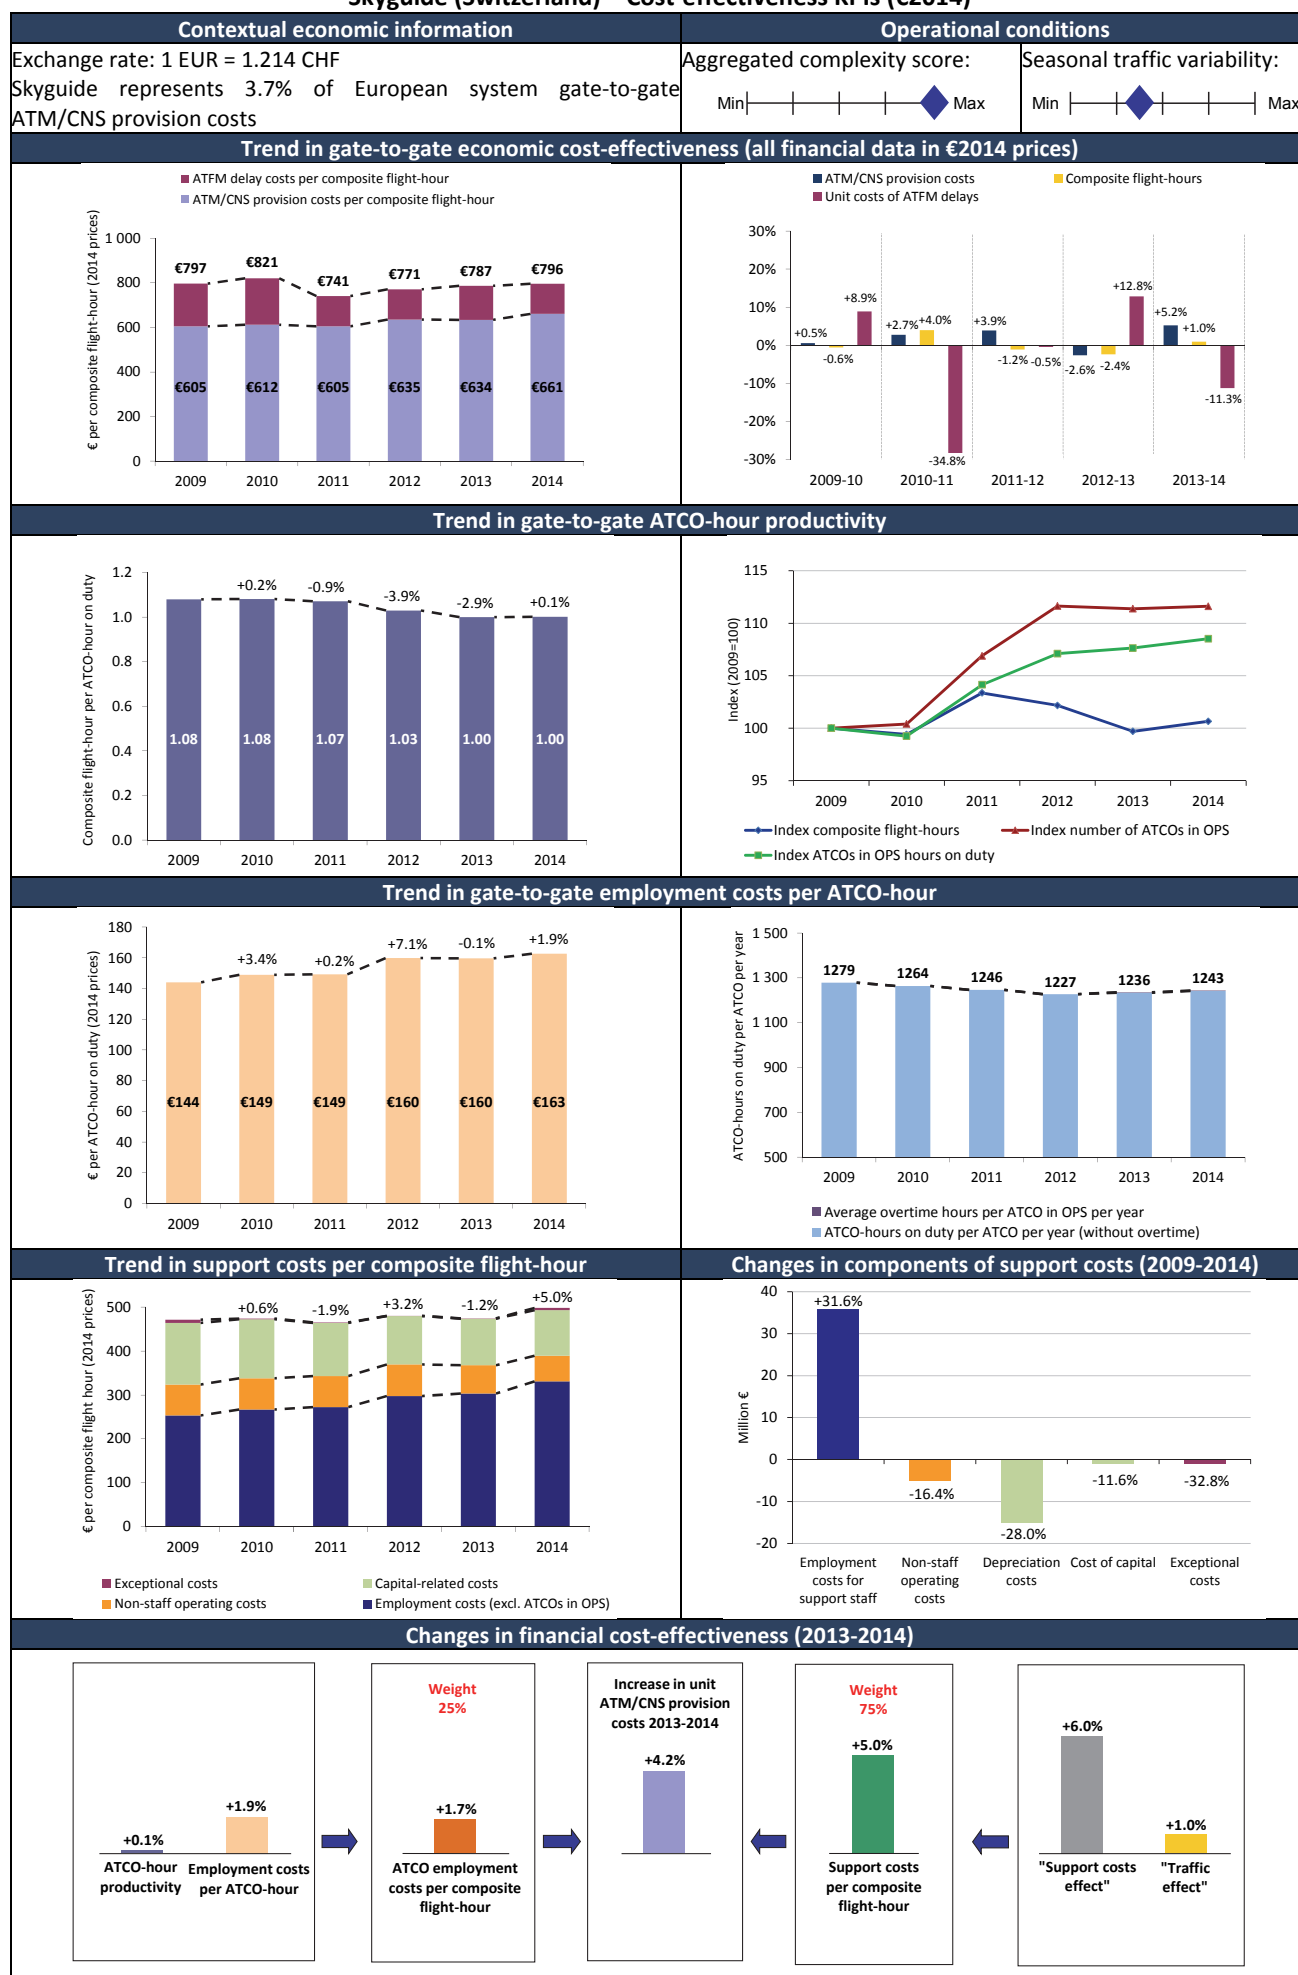 Skyguide (Switzerland) – Cost-effectiveness KPIs (€2014)
Contextual economic information
Operational conditions
Exchange rate: 1 EUR = 1.214 CHF
Skyguide represents 3.7% of European system gate-to-gate
ATM/CNS provision costs
Aggregated complexity score:
Min
Max
Seasonal traffic variability:
Min
Max
Trend in gate-to-gate economic cost-effectiveness (all financial data in €2014 prices)
ATFM delay costs per composite flight-hour
ATM/CNS provision costs per composite flight-hour
€ per composite flight-hour (2014 prices)
1 000
800
600
400
200
0
€797
€821
€741
€771
€787
€796
€605
€612
€605
€635
€634
€661
2009
2010
2011
2012
2013
2014
ATM/CNS provision costs
Composite flight-hours
Unit costs of ATFM delays
30%
20%
10%
0%
-10%
-20%
-30%
+0.5%
-0.6%
+8.9%
+2.7%
+4.0%
-34.8%
+3.9%
-1.2%
-0.5%
-2.6%
-2.4%
+12.8%
+5.2%
+1.0%
-11.3%
2009-10
2010-11
2011-12
2012-13
2013-14
Trend in gate-to-gate ATCO-hour productivity
Composite flight-hour per ATCO-hour on duty
1.2
1.0
0.8
0.6
0.4
0.2
0.0
+0.2%
-0.9%
-3.9%
-2.9%
+0.1%
1.08
1.08
1.07
1.03
1.00
1.00
2009
2010
2011
2012
2013
2014
Index (2009=100)
115
110
105
100
95
2009
2010
2011
2012
2013
2014
Index composite flight-hours
Index number of ATCOs in OPS
Index ATCOs in OPS hours on duty
Trend in gate-to-gate employment costs per ATCO-hour
€ per ATCO-hour on duty (2014 prices)
180
160
140
120
100
80
60
40
20
0
+3.4%
+0.2%
+7.1%
-0.1%
+1.9%
€144
€149
€149
€160
€160
€163
2009
2010
2011
2012
2013
2014
ATCO-hours on duty per ATCO per year
1 500
1 300
1 100
900
700
500
1279
1264
1246
1227
1236
1243
2009
2010
2011
2012
2013
2014
Average overtime hours per ATCO in OPS per year
ATCO-hours on duty per ATCO per year (without overtime)
Trend in support costs per composite flight-hour
Changes in components of support costs (2009-2014)
€ per composite flight hour (2014 prices)
500
400
300
200
100
0
+0.6%
-1.9%
+3.2%
-1.2%
+5.0%
2009
2010
2011
2012
2013
2014
Exceptional costs
Capital-related costs
Non-staff operating costs
Employment costs (excl. ATCOs in OPS)
Million €
40
30
20
10
0
-10
-20
+31.6%
-16.4%
-28.0%
-11.6%
-32.8%
Employment
costs for
support staff
Non-staff
operating
costs
Depreciation
costs
Cost of capital
Exceptional
costs
Changes in financial cost-effectiveness (2013-2014)
+0.1%
+1.9%
ATCO-hour
productivity
Employment costs
per ATCO-hour
Weight
25%
+1.7%
ATCO employment
costs per composite
flight-hour
Increase in unit
ATM/CNS provision
costs 2013-2014
+4.2%
Weight
75%
+5.0%
Support costs
per composite
flight-hour
+6.0%
+1.0%
"Support costs
effect"
"Traffic
effect"